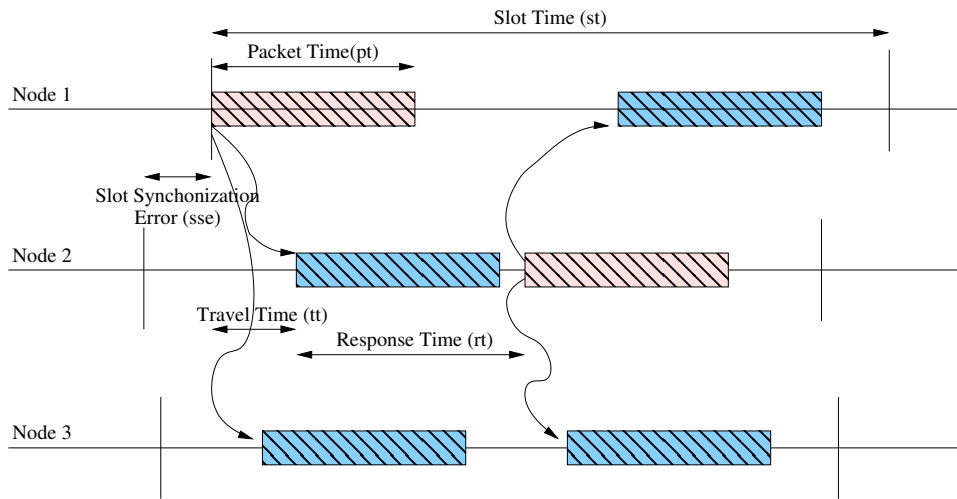 Slot Time (st)
Packet Time(pt)
Node 1
Slot Synchonization
Error (sse)
Node 2
Travel Time (tt)
Response Time (rt)
Node 3